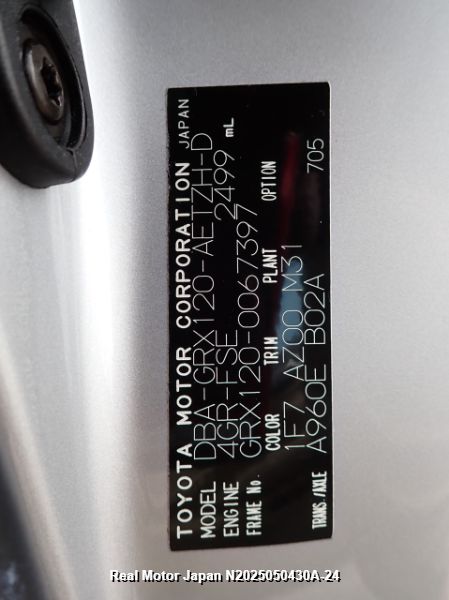 TOYOTA MOTOR CORPORATION JAPAN
MODEL DBA-GRX120-AETZH-D
ENGINE 4GR-FSE 2499 mL
FRAME No. GRX120-0067397
COLOR TRIM PLANT OPTION
1F7 AZ00 M31 705
TRANS./AXLE A960E B02A
Real Motor Japan N2025050430A-24